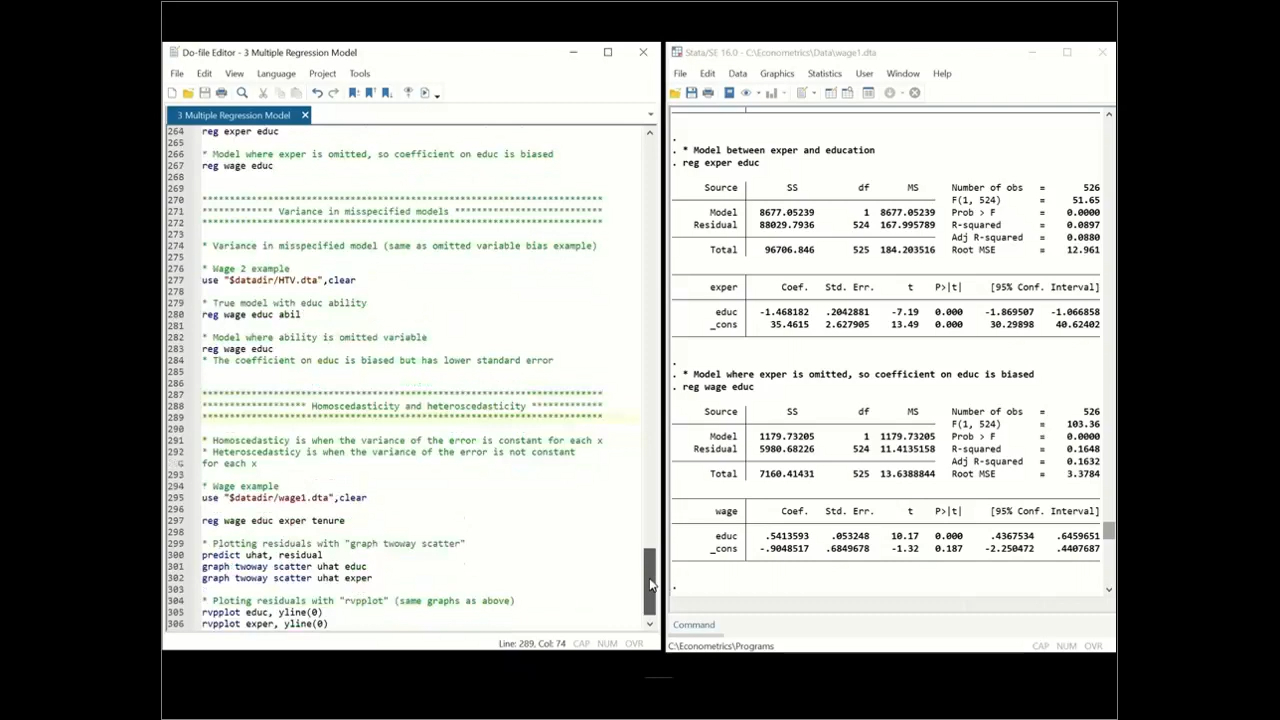 Do-file Editor - 3 Multiple Regression Model
File Edit View Language Project Tools
3 Multiple Regression Model
264 reg exper educ
265
266 * Model where exper is omitted, so coefficient on educ is biased
267 reg wage educ
268
269
270 **********************************************************************
271 ************* Variance in misspecified models **************************
272 **********************************************************************
273
274 * Variance in misspecified model (same as omitted variable bias example)
275
276 * Wage 2 example
277 use "$datadir/HTV.dta",clear
278
279 * True model with educ ability
280 reg wage educ abil
281
282 * Model where ability is omitted variable
283 reg wage educ
284 * The coefficient on educ is biased but has lower standard error
285
286
287 **********************************************************************
288 ****************** Homoscedasticity and heteroscedasticity *************
289 **********************************************************************
290
291 * Homoscedasticy is when the variance of the error is constant for each x
292 * Heteroscedasticy is when the variance of the error is not constant
for each x
293
294 * Wage example
295 use "$datadir/wage1.dta",clear
296
297 reg wage educ exper tenure
298
299 * Plotting residuals with "graph twoway scatter"
300 predict uhat, residual
301 graph twoway scatter uhat educ
302 graph twoway scatter uhat exper
303
304 * Ploting residuals with "rvpplot" (same graphs as above)
305 rvpplot educ, yline(0)
306 rvpplot exper, yline(0)
Line: 289, Col: 74 CAP NUM OVR
Stata/SE 16.0 - C:\Econometrics\Data\wage1.dta
File Edit Data Graphics Statistics User Window Help
.
. * Model between exper and education
. reg exper educ
Source SS df MS Number of obs = 526
F(1, 524) = 51.65
Model 8677.05239 1 8677.05239 Prob > F = 0.0000
Residual 88029.7936 524 167.995789 R-squared = 0.0897
Adj R-squared = 0.0880
Total 96706.846 525 184.203516 Root MSE = 12.961
exper Coef. Std. Err. t P>|t| [95% Conf. Interval]
educ -1.468182 .2042881 -7.19 0.000 -1.869507 -1.066858
_cons 35.4615 2.627905 13.49 0.000 30.29898 40.62402
.
. * Model where exper is omitted, so coefficient on educ is biased
. reg wage educ
Source SS df MS Number of obs = 526
F(1, 524) = 103.36
Model 1179.73205 1 1179.73205 Prob > F = 0.0000
Residual 5980.68226 524 11.4135158 R-squared = 0.1648
Adj R-squared = 0.1632
Total 7160.41431 525 13.6388844 Root MSE = 3.3784
wage Coef. Std. Err. t P>|t| [95% Conf. Interval]
educ .5413593 .053248 10.17 0.000 .4367534 .6459651
_cons -.9048517 .6849678 -1.32 0.187 -2.250472 .4407687
.
Command
C:\Econometrics\Programs CAP NUM OVR